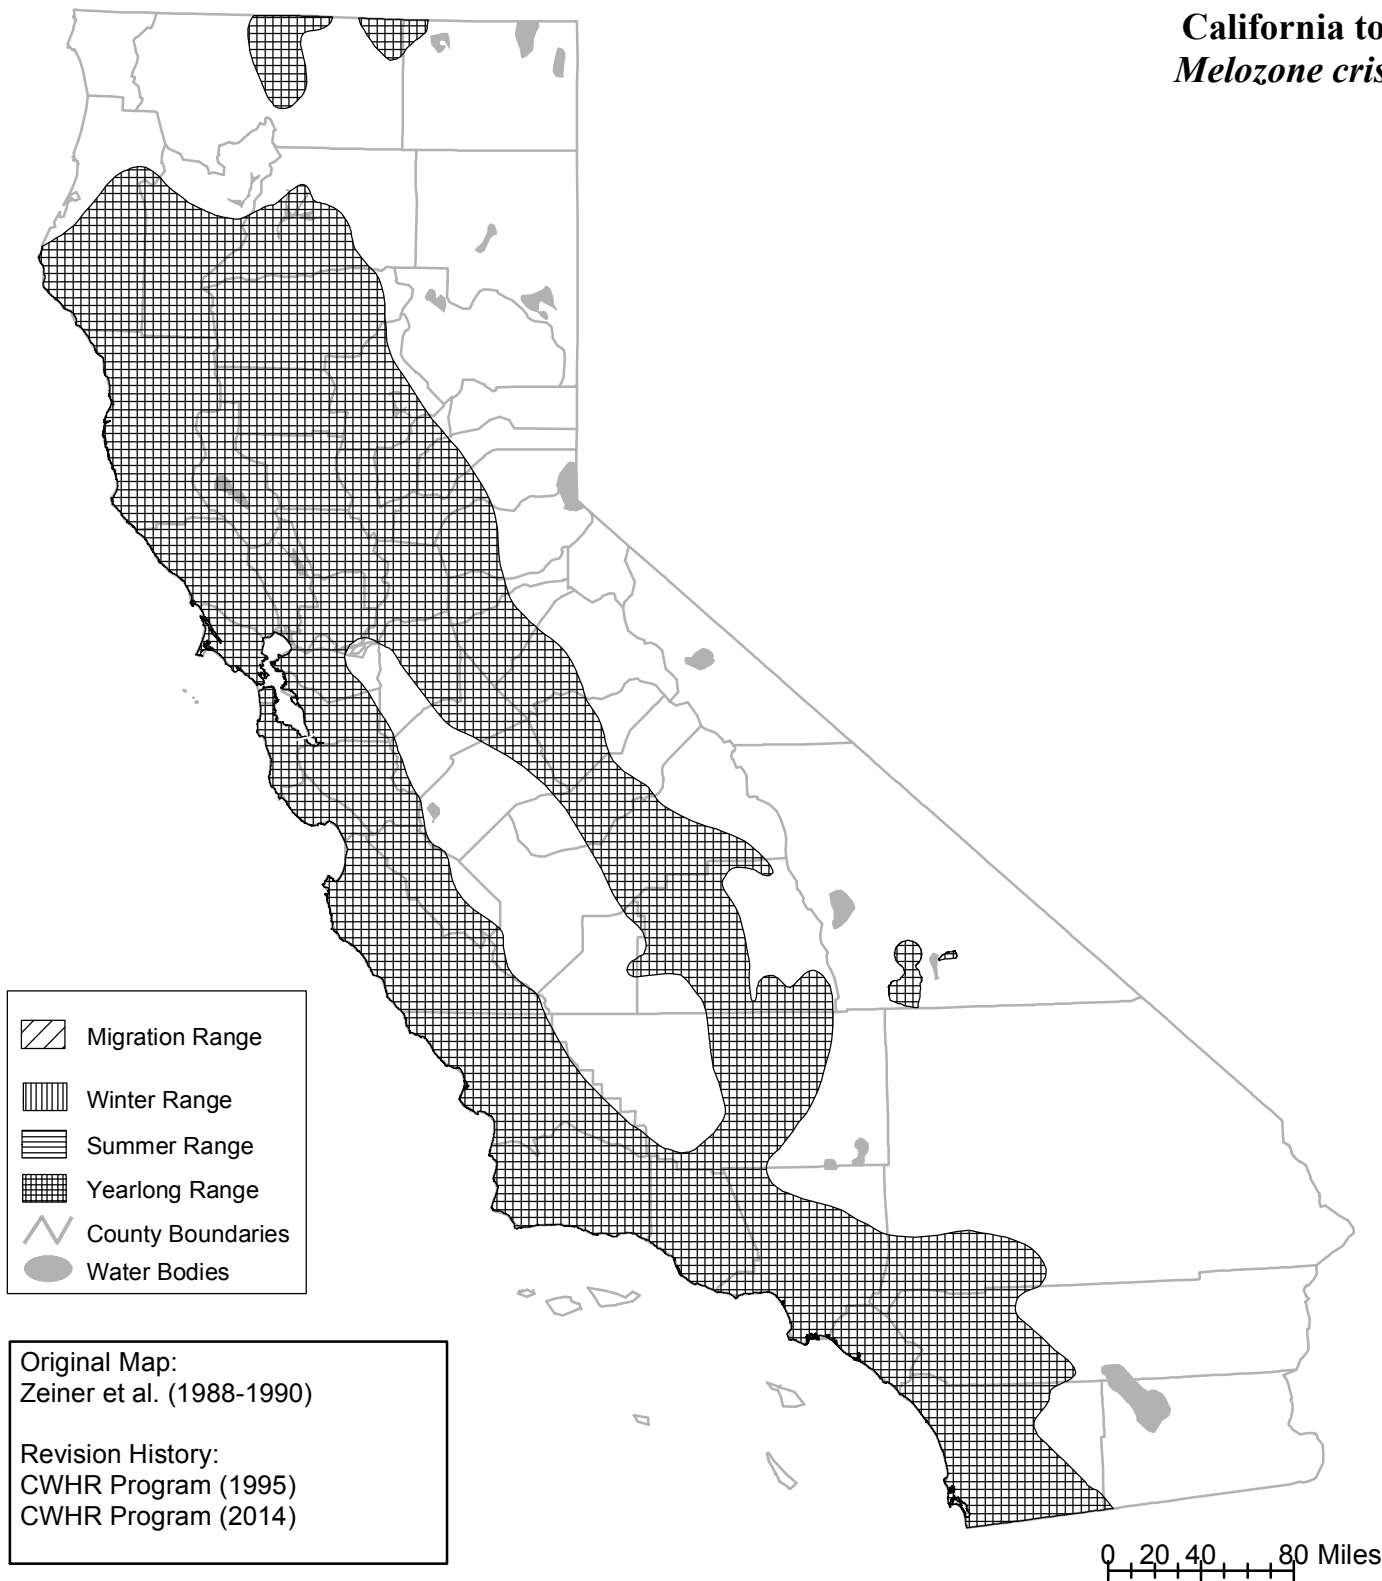 California to
Melozone cris
Migration Range
Winter Range
Summer Range
Yearlong Range
County Boundaries
Water Bodies
Original Map:
Zeiner et al. (1988-1990)
Revision History:
CWHR Program (1995)
CWHR Program (2014)
0 20 40 80 Miles